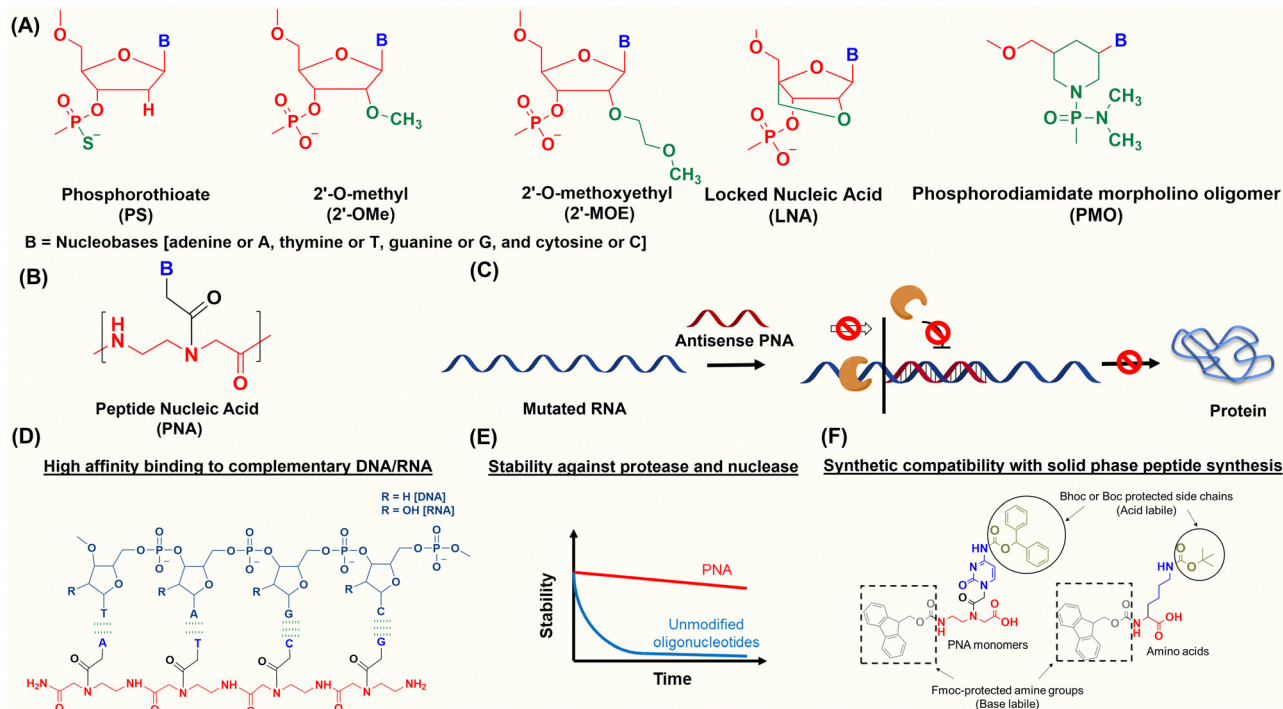 (A)
Phosphorothioate
(PS)
2'-O-methyl
(2'-OMe)
2'-O-methoxyethyl
(2'-MOE)
Locked Nucleic Acid
(LNA)
Phosphorodiamidate morpholino oligomer
(PMO)
O
B
O
O
H
O
P
O
S
−
O
B
O
O
O
P
O
O
−
OCH3
O
B
O
O
O
P
O
O
−
O
O
CH3
O
B
O
O
O
P
O
O
−
O
O
B
N
O=P–N
CH3
CH3
B = Nucleobases [adenine or A, thymine or T, guanine or G, and cytosine or C]
(B)
B
O
H
N
N
O
Peptide Nucleic Acid
(PNA)
(C)
Antisense PNA
Mutated RNA
Protein
(D)
High affinity binding to complementary DNA/RNA
R = H [DNA]
R = OH [RNA]
O
O
P
O
O
−
O
O
P
O
O
−
O
O
P
O
O
−
O
O
P
O
O
−
R
O
R
O
R
O
R
O
T
A
G
C
A
T
C
G
O
O
O
O
H2N
N
NH
N
NH
N
NH
N
NH2
O
O
O
O
(E)
Stability against protease and nuclease
Stability
PNA
Unmodified
oligonucleotides
Time
(F)
Synthetic compatibility with solid phase peptide synthesis
Bhoc or Boc protected side chains
(Acid labile)
HN
O
O
N
O
N
O
O
O
N
H
N
O
OH
PNA monomers
O
O
HN
O
O
N
H
O
OH
Amino acids
Fmoc-protected amine groups
(Base labile)